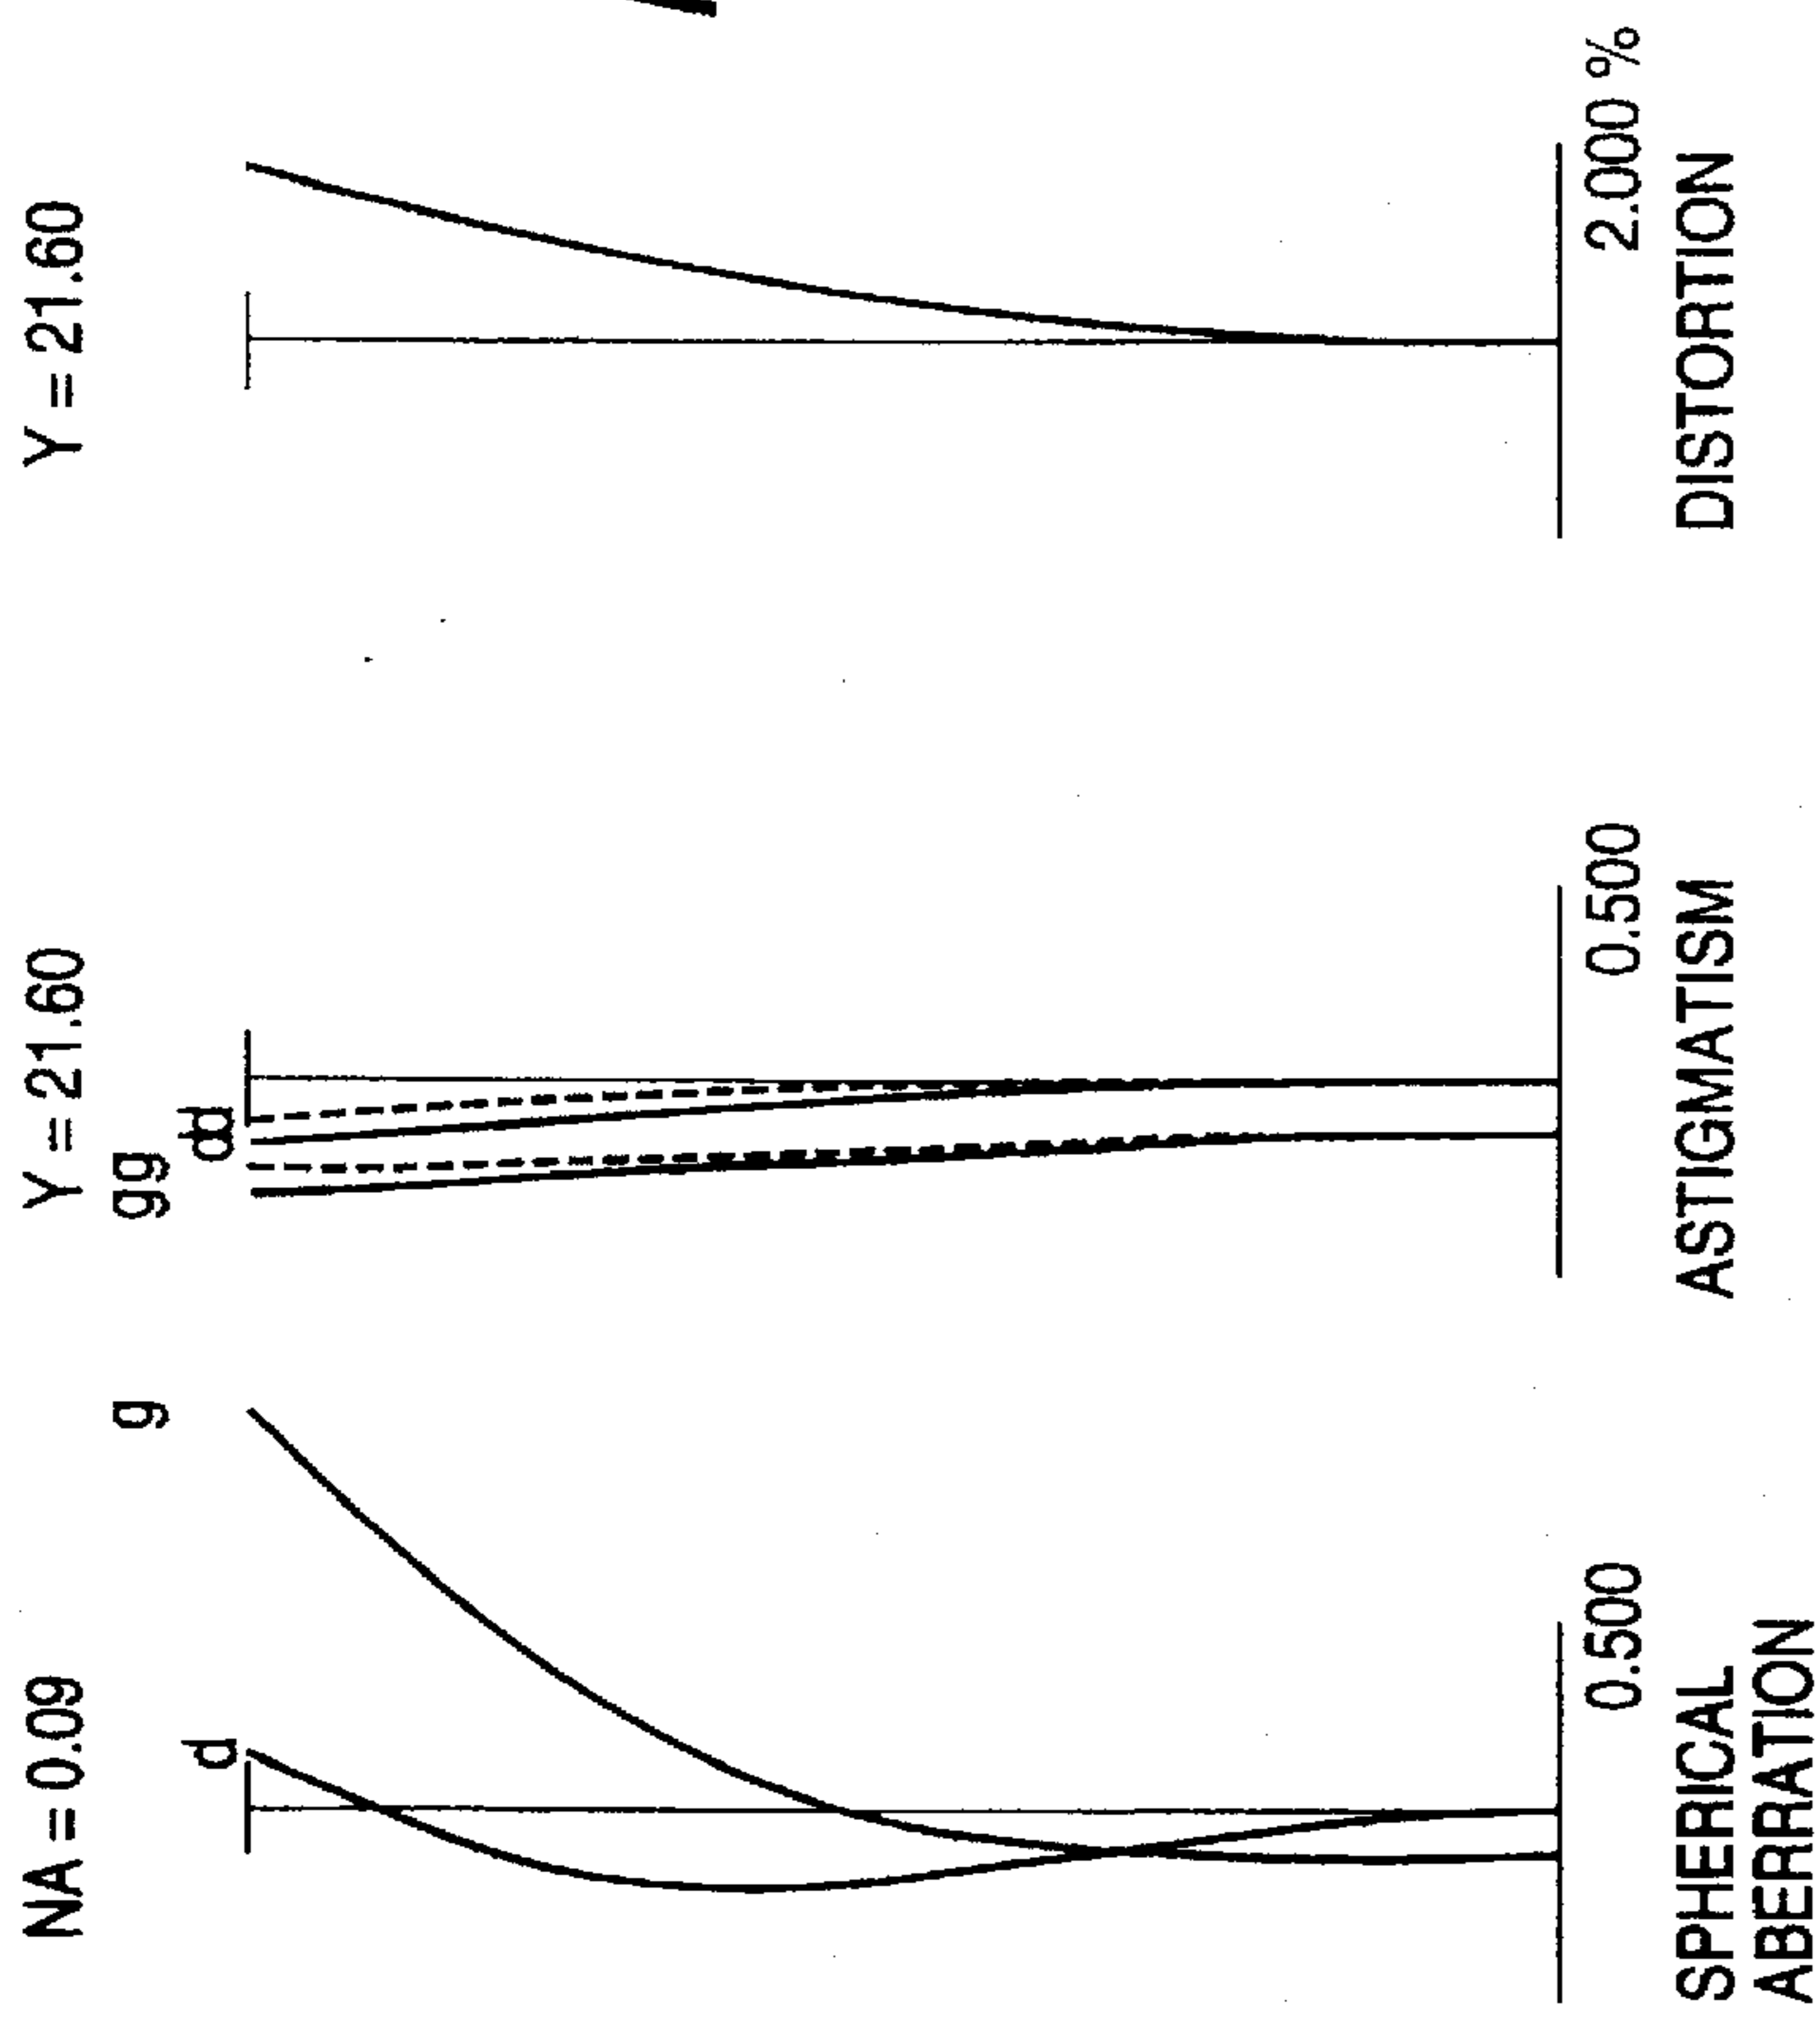 NA = 0.09
d
g
0.500
SPHERICAL
ABERRATION
Y = 21.60
gg
dd
0.500
ASTIGMATISM
Y = 21.60
2.000 %
DISTORTION